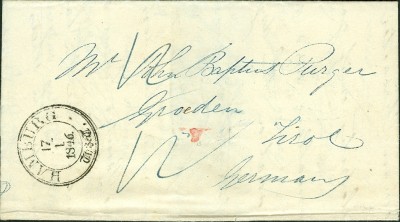 Mr Joh Baptist Purger
Groeden
Tirol
Germany
HAMBURG
17
1
1846.